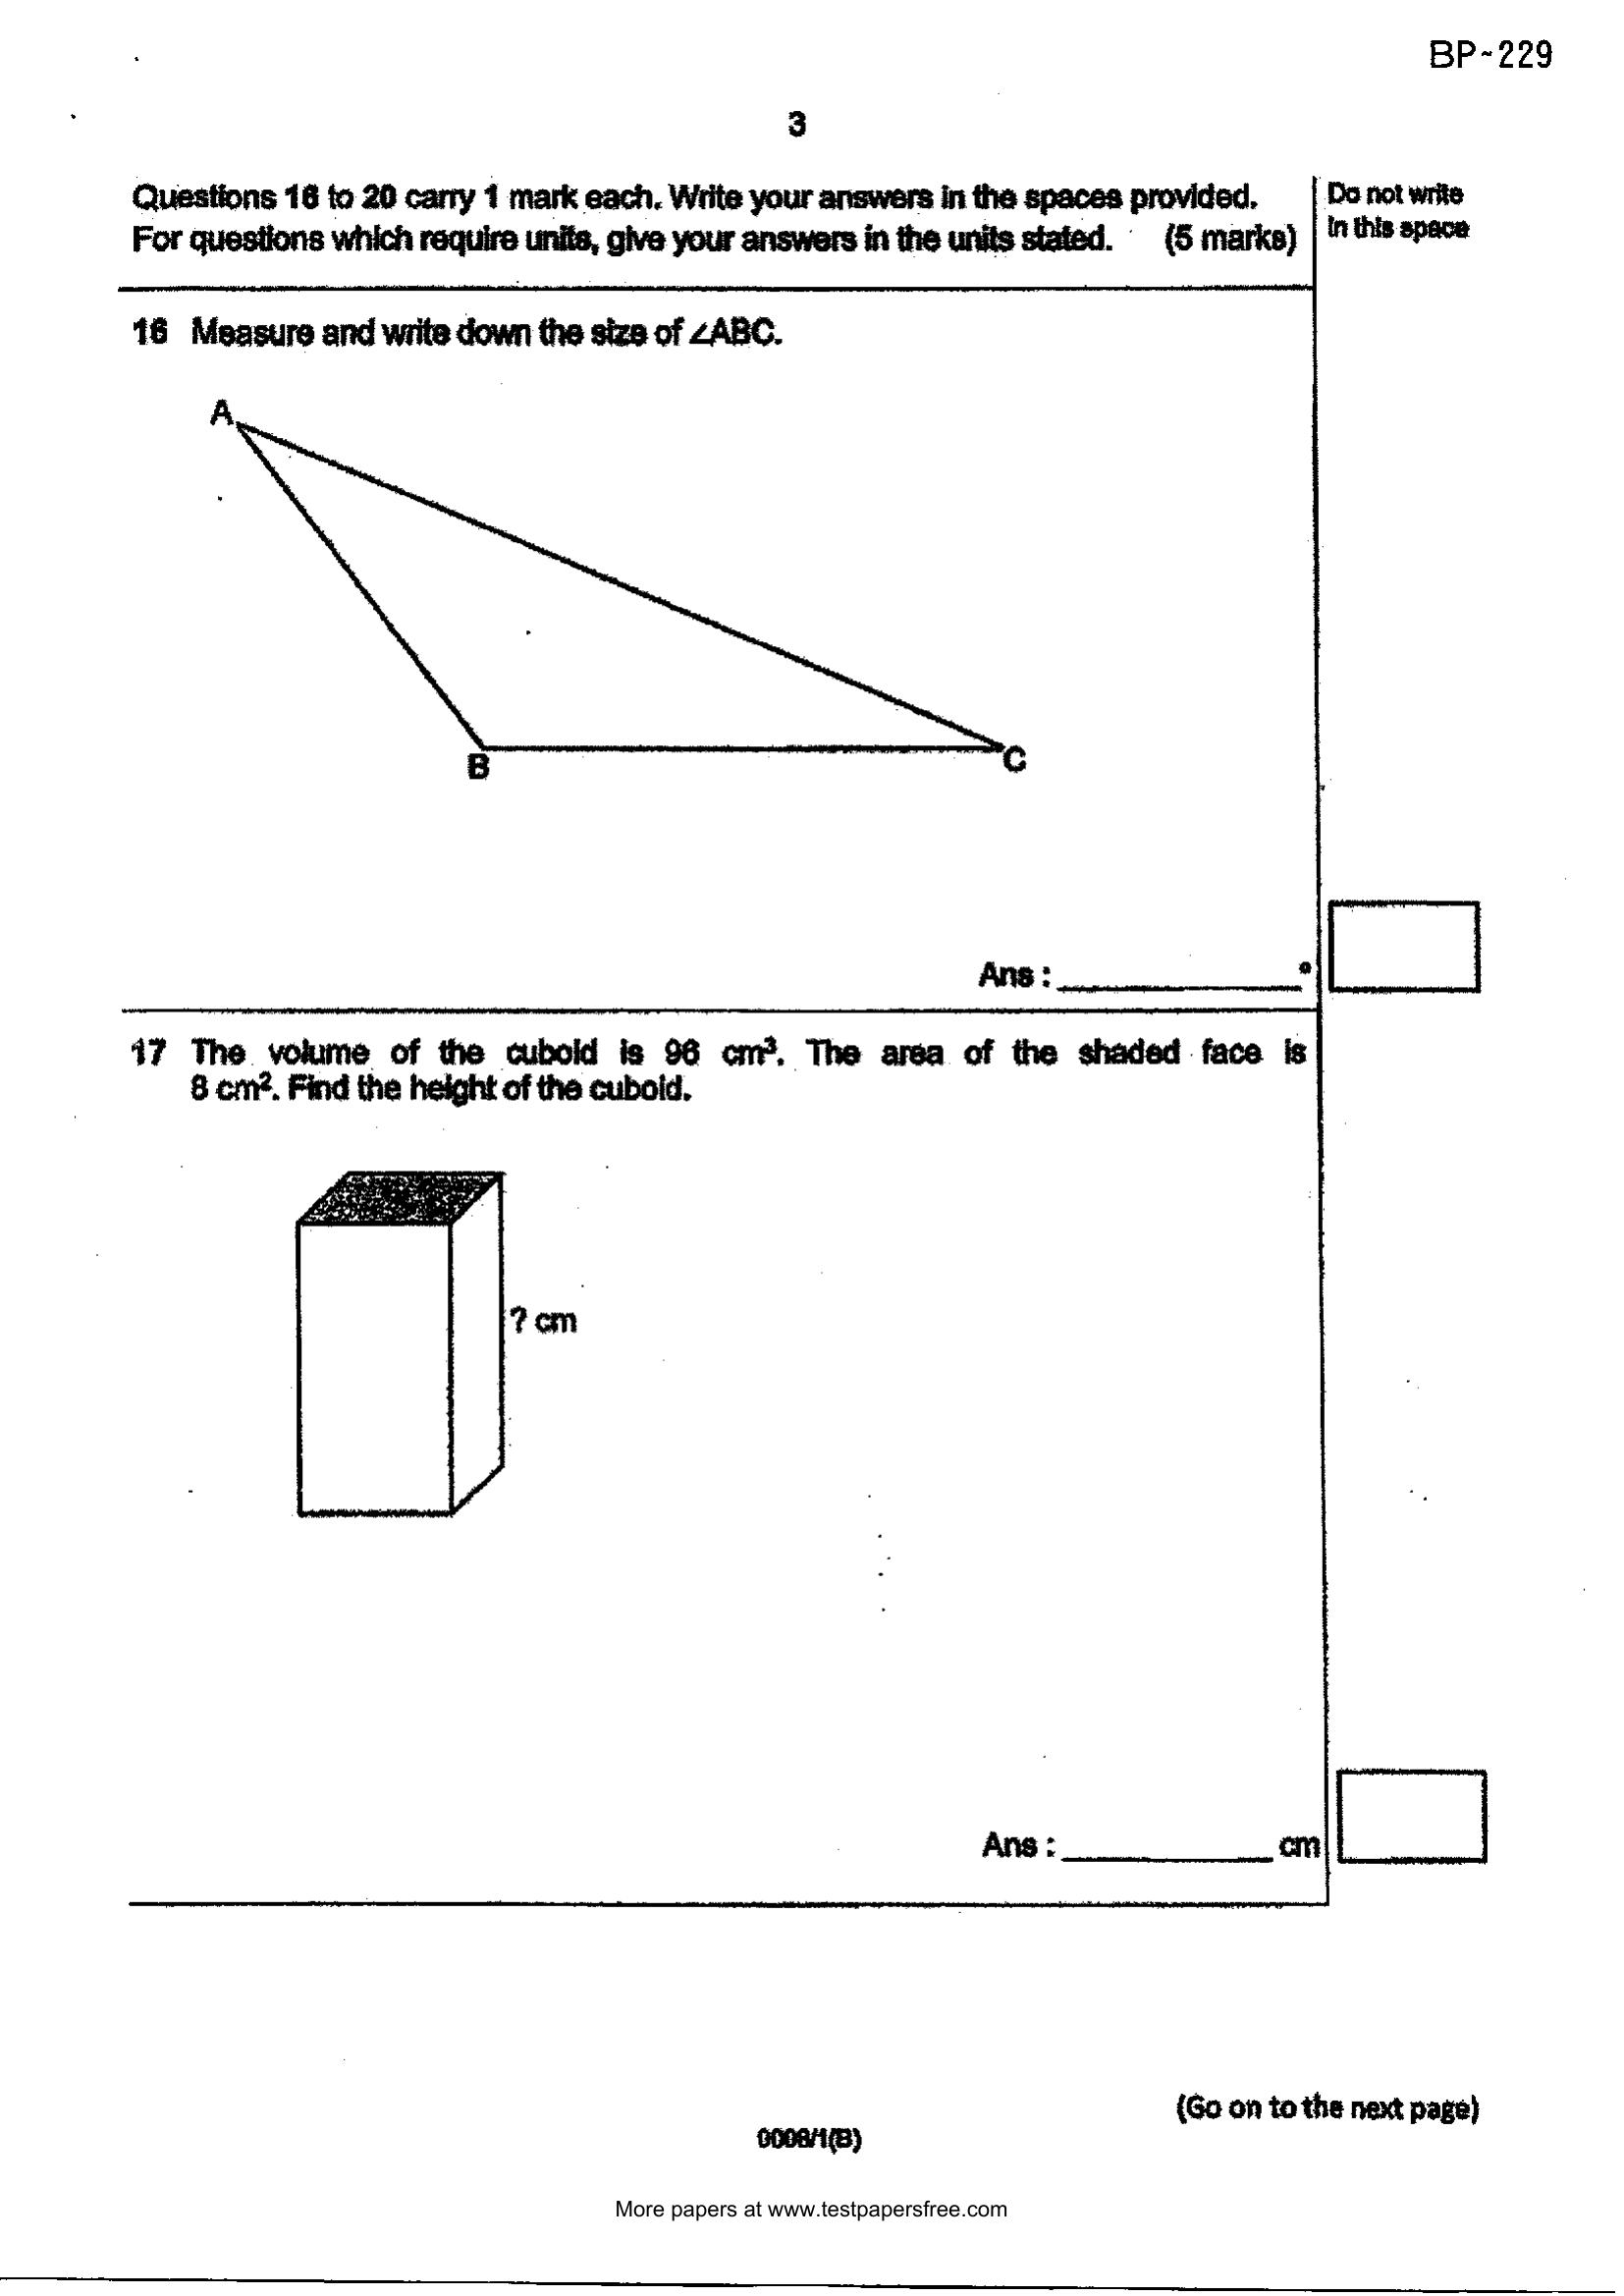 BP-229
3
Questions 16 to 20 carry 1 mark each. Write your answers in the spaces provided.
For questions which require units, give your answers in the units stated. (5 marks)
Do not write
in this space
16 Measure and write down the size of ∠ABC.
A
B
C
Ans : ____________ °
17 The volume of the cuboid is 96 cm³. The area of the shaded face is
8 cm². Find the height of the cuboid.
? cm
Ans : ____________ cm
(Go on to the next page)
0008/1(B)
More papers at www.testpapersfree.com